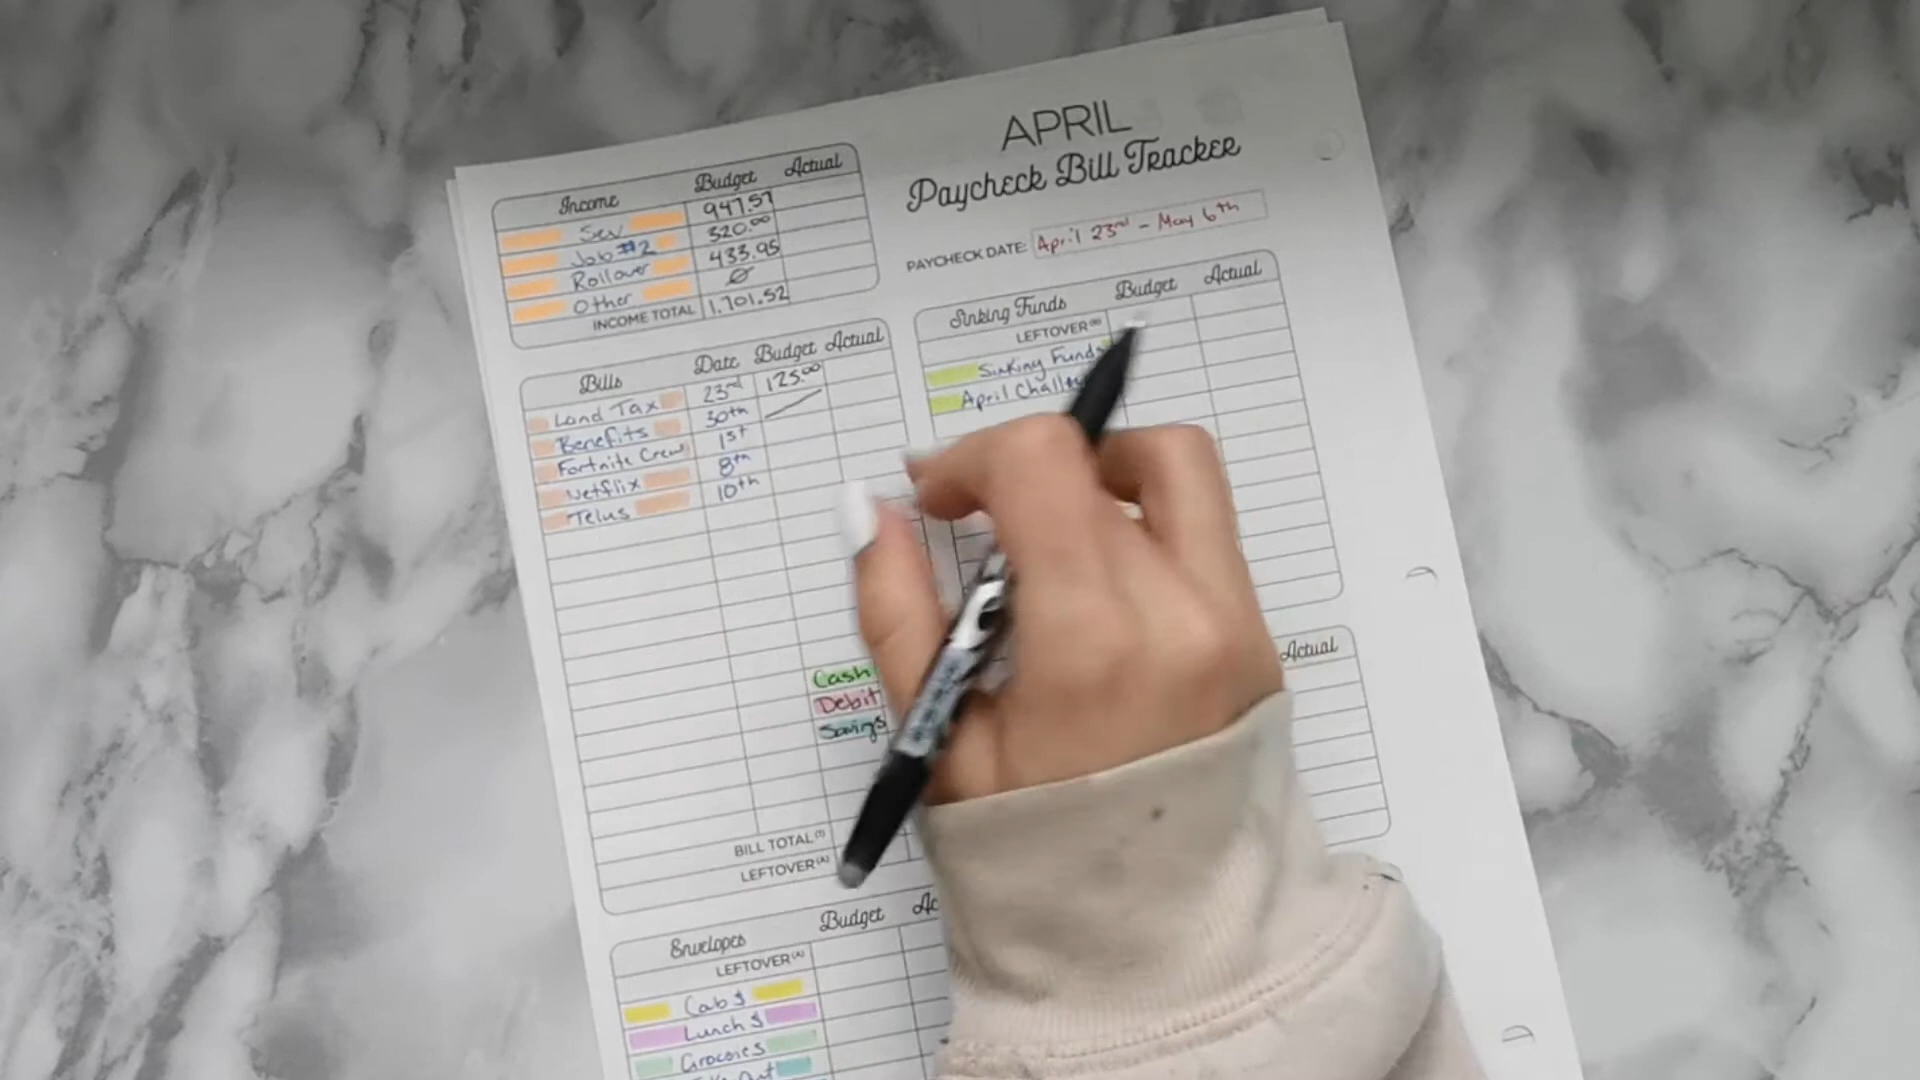 APRIL
Paycheck Bill Tracker
PAYCHECK DATE: April 23rd - May 6th
Income Budget Actual
947.57
Job #2 320.00
Rollover 433.95
Other Ø
INCOME TOTAL 1,701.52
Bills Date Budget Actual
Land Tax 23rd 125.00
Benefits 30th
Fortnite Crew 1st
Netflix 8th
Telus 10th
Cash
Debit
Savings
BILL TOTAL
LEFTOVER (A)
Envelopes Budget
LEFTOVER (A)
Cab $
Lunch $
Grocsies
Sinking Funds Budget Actual
LEFTOVER
Sinking Funds
April
Actual